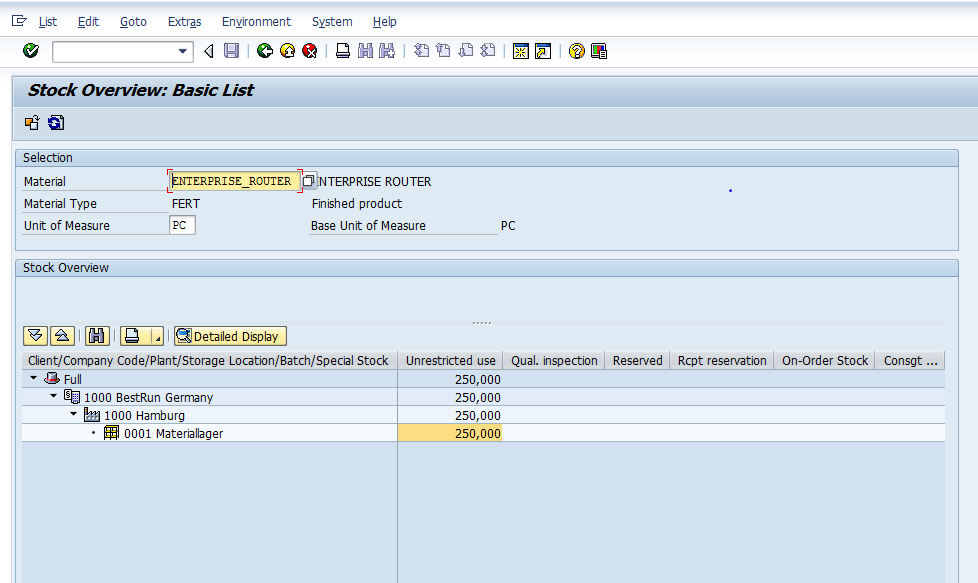 List Edit Goto Extras Environment System Help
Stock Overview: Basic List
Selection
Material ENTERPRISE_ROUTER NTERPRISE ROUTER
Material Type FERT Finished product
Unit of Measure PC Base Unit of Measure PC
Stock Overview
Detailed Display
Client/Company Code/Plant/Storage Location/Batch/Special Stock Unrestricted use Qual. inspection Reserved Rcpt reservation On-Order Stock Consgt ...
Full 250,000
1000 BestRun Germany 250,000
1000 Hamburg 250,000
0001 Materiallager 250,000